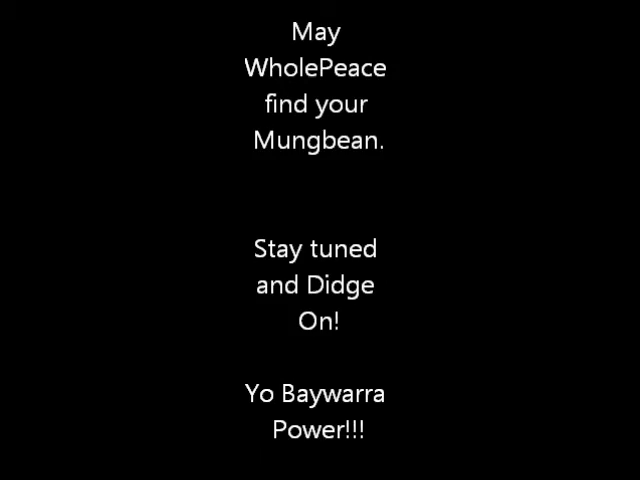 May
WholePeace
find your
Mungbean.
Stay tuned
and Didge
On!
Yo Baywarra
Power!!!